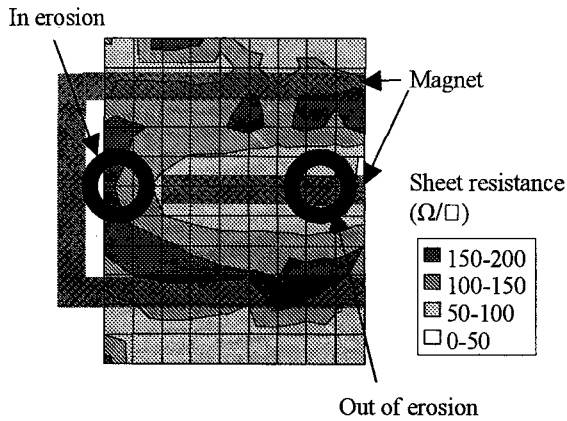 In erosion
Magnet
Sheet resistance
(Ω/□)
150-200
100-150
50-100
0-50
Out of erosion